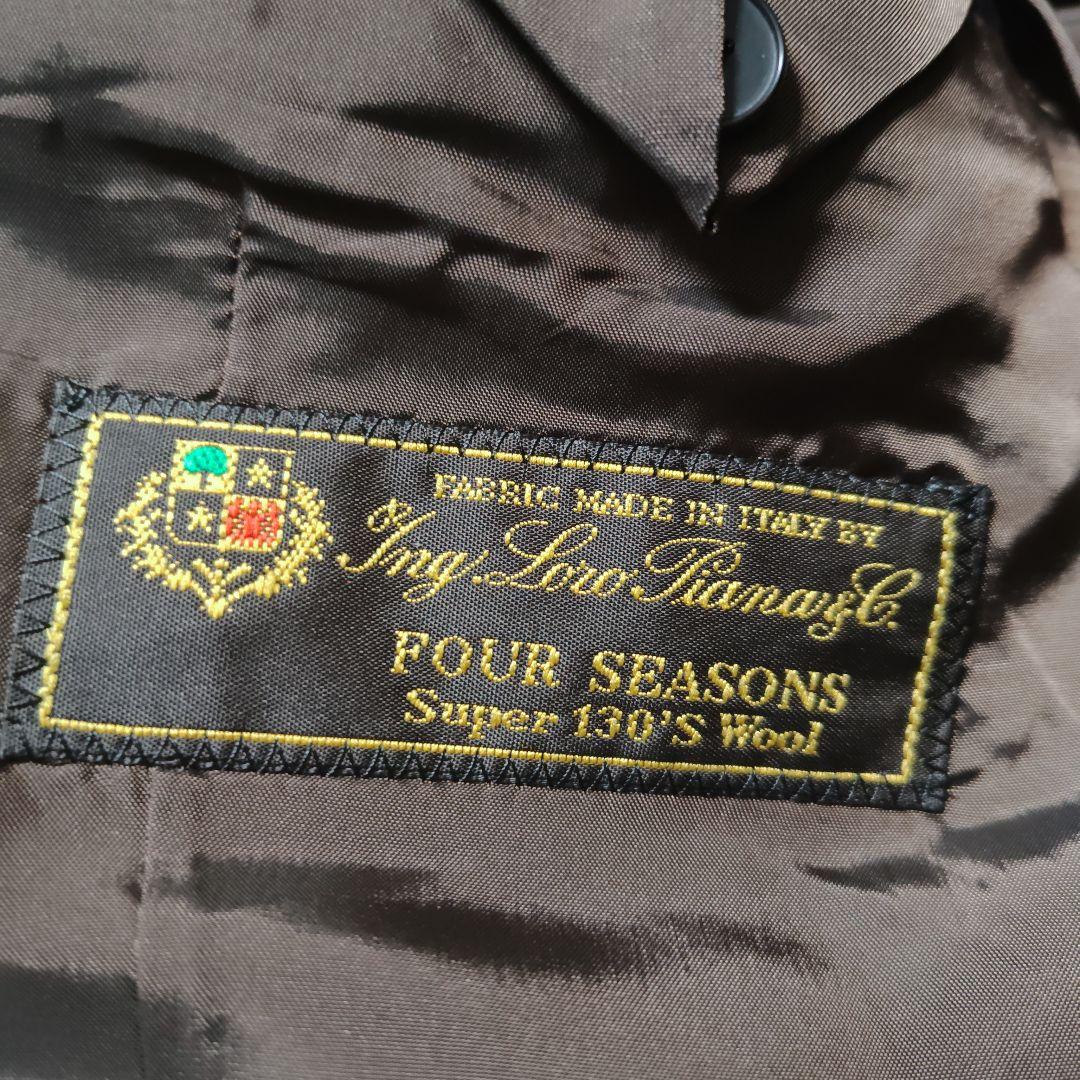 FABRIC MADE IN ITALY BY
Ing. Loro Piana & C.
FOUR SEASONS
Super 130'S Wool